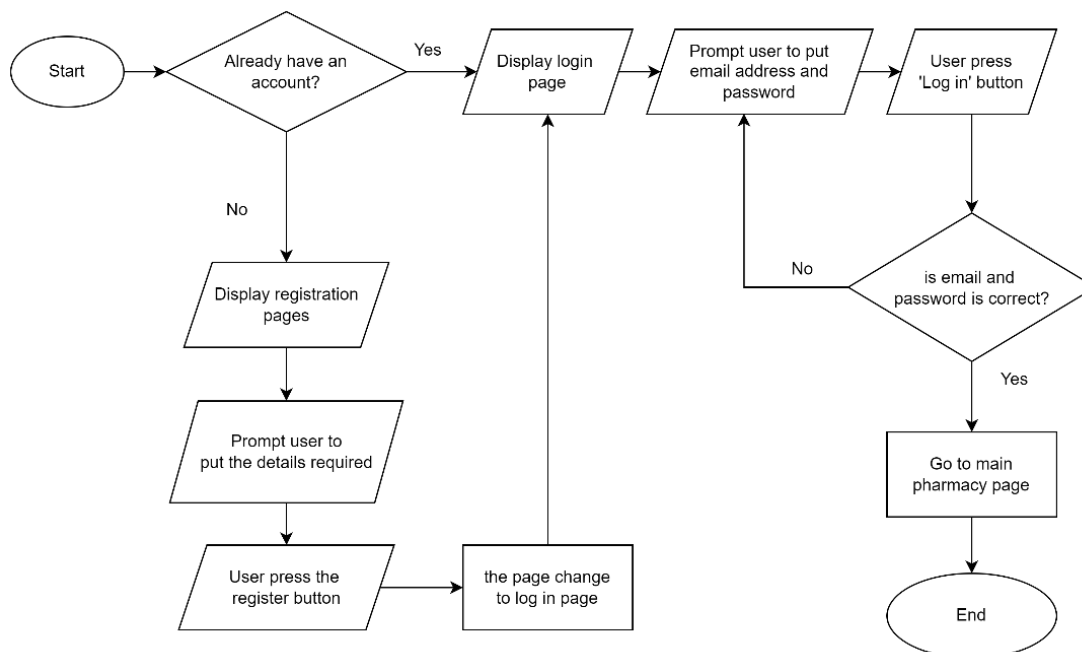 Start
Already have an
account?
Yes
Display login
page
Prompt user to put
email address and
password
User press
'Log in' button
No
Display registration
pages
Prompt user to
put the details required
User press the
register button
the page change
to log in page
No
is email and
password is correct?
Yes
Go to main
pharmacy page
End